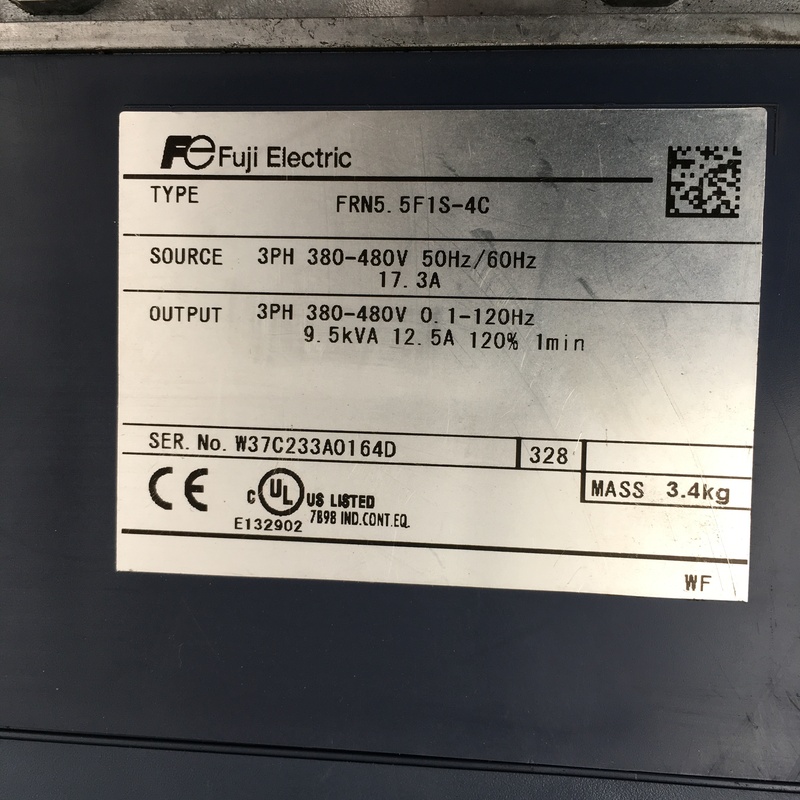 Fe Fuji Electric
TYPE FRN5.5F1S-4C
SOURCE 3PH 380-480V 50Hz/60Hz
17.3A
OUTPUT 3PH 380-480V 0.1-120Hz
9.5kVA 12.5A 120% 1min
SER. No. W37C233A0164D 328
MASS 3.4kg
CE C UL US LISTED
E132902 7B98 IND.CONT.EQ.
WF